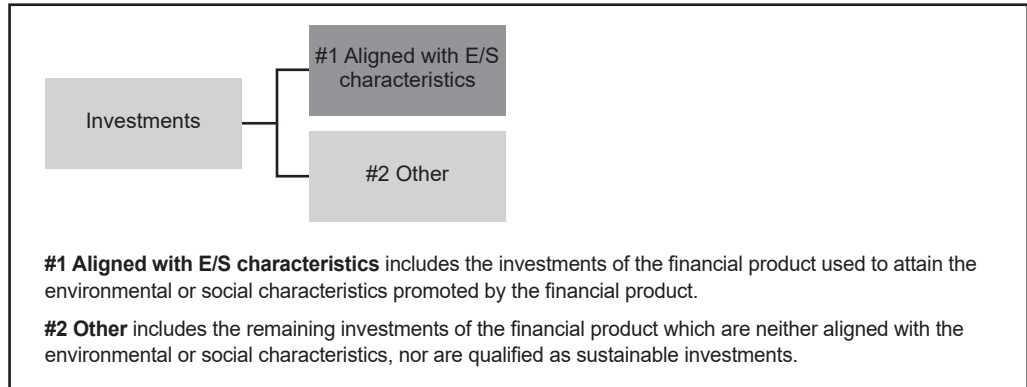 #1 Aligned with E/S
characteristics
Investments
#2 Other
#1 Aligned with E/S characteristics includes the investments of the financial product used to attain the
environmental or social characteristics promoted by the financial product.
#2 Other includes the remaining investments of the financial product which are neither aligned with the
environmental or social characteristics, nor are qualified as sustainable investments.